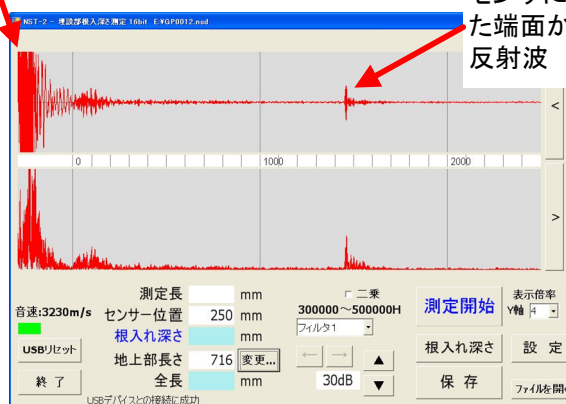 センサに
た端面か
反射波
NST-2 - 埋設部根入深さ測定 16bit E:¥GP0012.nsd
<
0 1000 2000
>
測定長 mm
音速:3230m/s センサー位置 250 mm
根入れ深さ mm
地上部長さ 716 変更... mm
全長 mm
USBリセット
終 了
USBデバイスとの接続に成功
二乗
300000～500000H
フィルタ1
← → ▲
30dB ▼
測定開始
表示倍率
Y軸 4
根入れ深さ 設 定
保 存 ファイルを開く